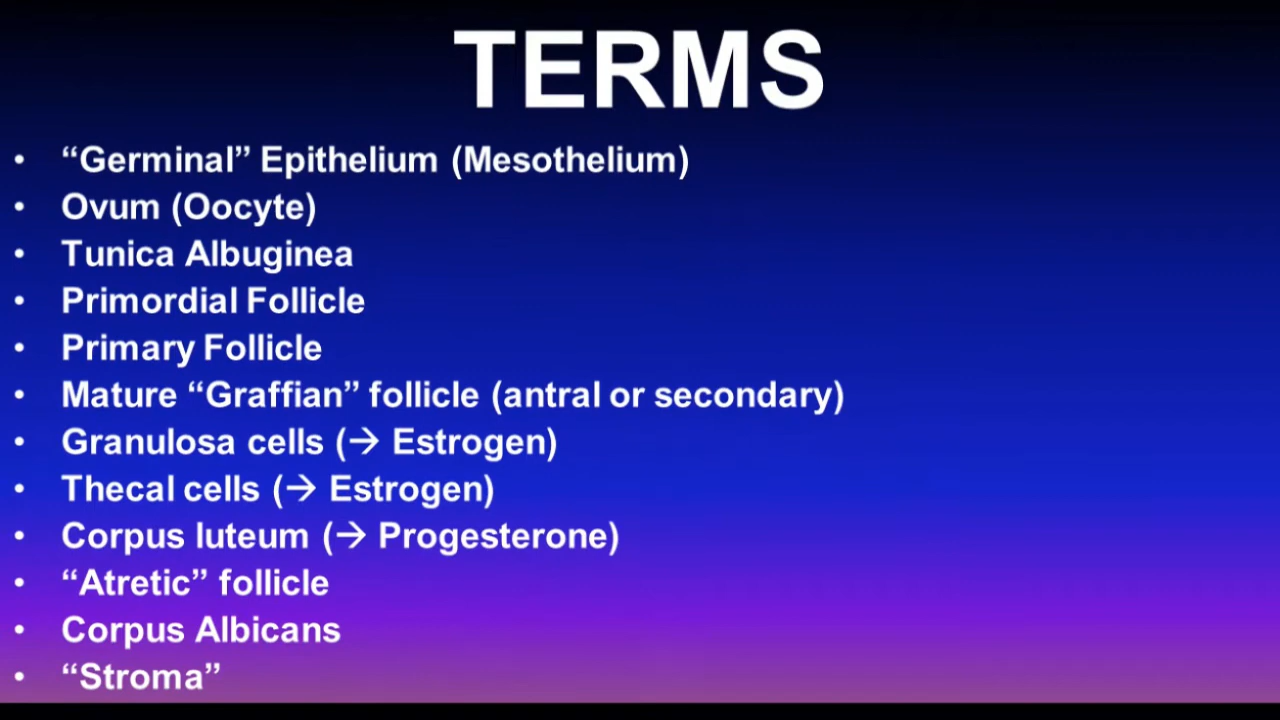 TERMS
• “Germinal” Epithelium (Mesothelium)
• Ovum (Oocyte)
• Tunica Albuginea
• Primordial Follicle
• Primary Follicle
• Mature “Graffian” follicle (antral or secondary)
• Granulosa cells (→ Estrogen)
• Thecal cells (→ Estrogen)
• Corpus luteum (→ Progesterone)
• “Atretic” follicle
• Corpus Albicans
• “Stroma”